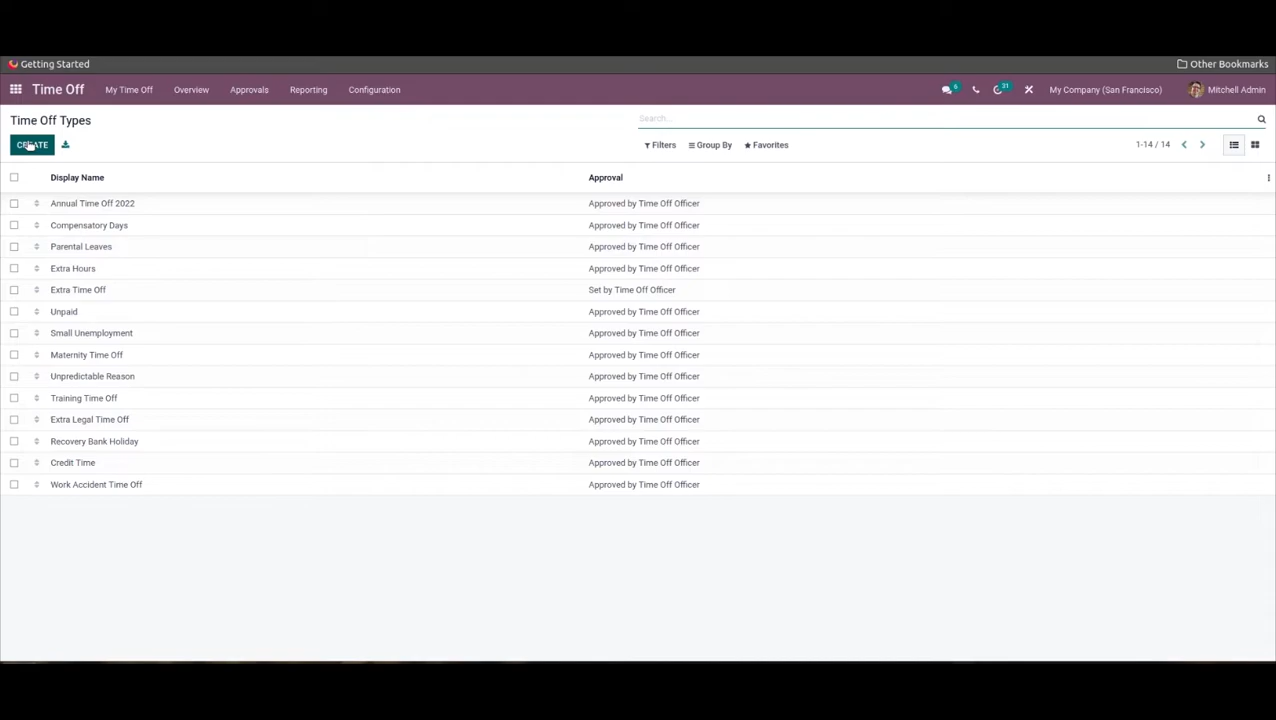 Getting Started Other Bookmarks
Time Off My Time Off Overview Approvals Reporting Configuration 6 31 My Company (San Francisco) Mitchell Admin
Time Off Types Search...
CREATE Filters Group By Favorites 1-14 / 14
Display Name Approval
Annual Time Off 2022 Approved by Time Off Officer
Compensatory Days Approved by Time Off Officer
Parental Leaves Approved by Time Off Officer
Extra Hours Approved by Time Off Officer
Extra Time Off Set by Time Off Officer
Unpaid Approved by Time Off Officer
Small Unemployment Approved by Time Off Officer
Maternity Time Off Approved by Time Off Officer
Unpredictable Reason Approved by Time Off Officer
Training Time Off Approved by Time Off Officer
Extra Legal Time Off Approved by Time Off Officer
Recovery Bank Holiday Approved by Time Off Officer
Credit Time Approved by Time Off Officer
Work Accident Time Off Approved by Time Off Officer